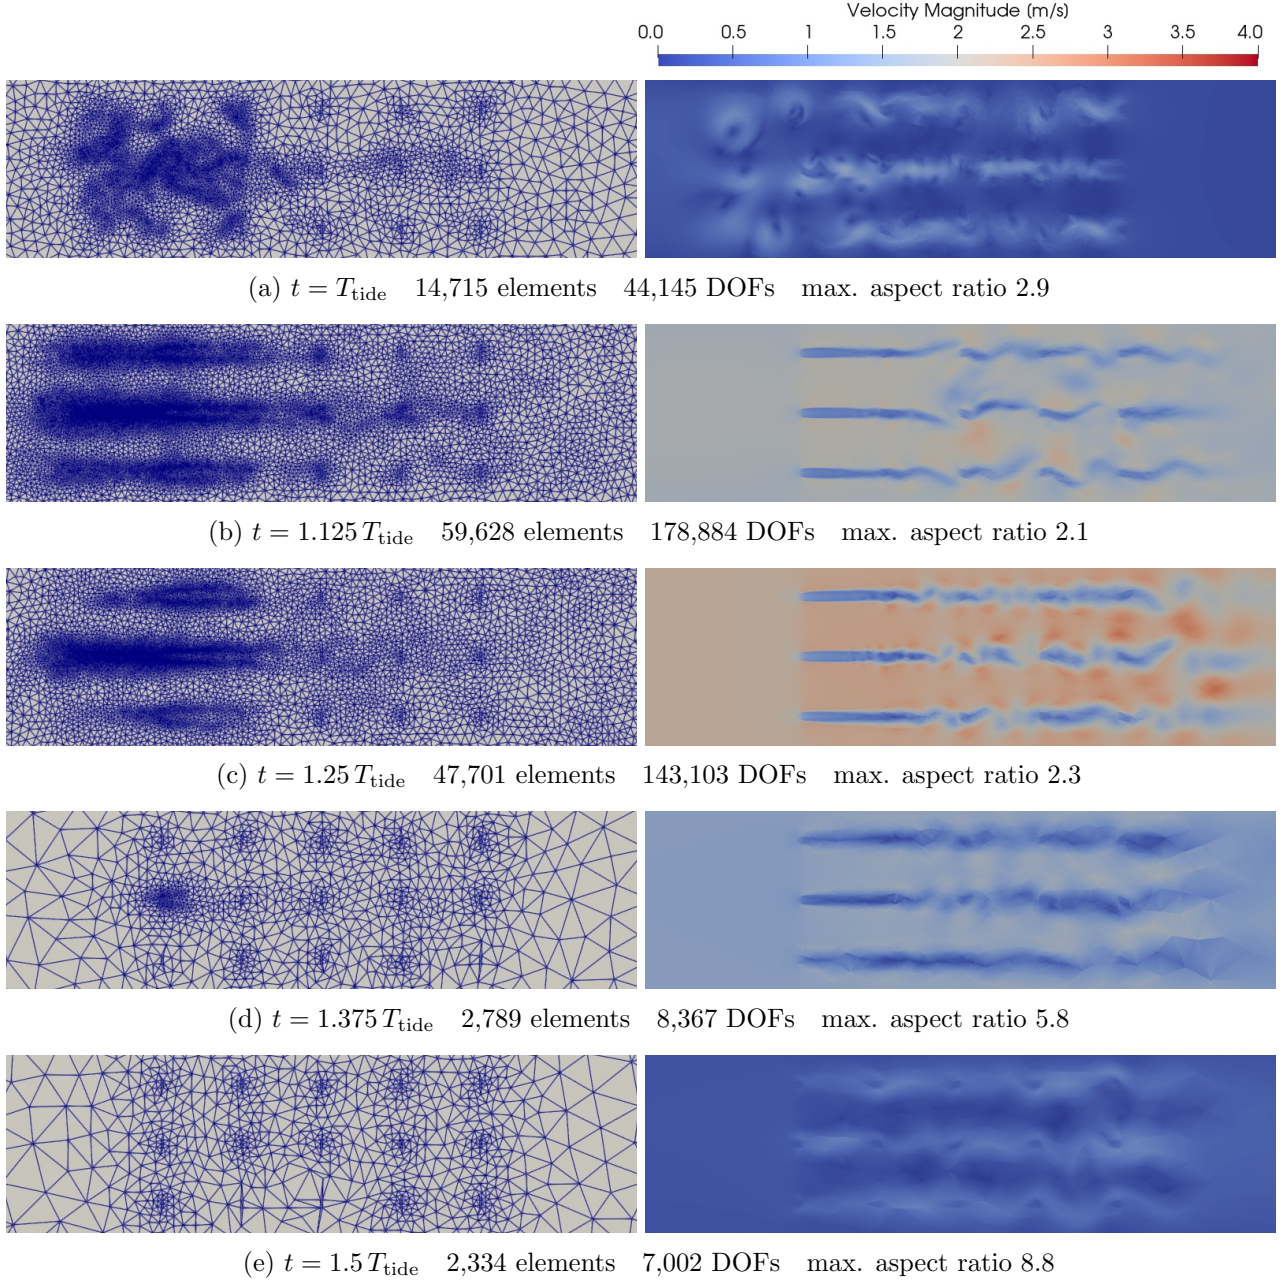 Velocity Magnitude (m/s)
0.0 0.5 1 1.5 2 2.5 3 3.5 4.0
(a) t = T_tide 14,715 elements 44,145 DOFs max. aspect ratio 2.9
(b) t = 1.125 T_tide 59,628 elements 178,884 DOFs max. aspect ratio 2.1
(c) t = 1.25 T_tide 47,701 elements 143,103 DOFs max. aspect ratio 2.3
(d) t = 1.375 T_tide 2,789 elements 8,367 DOFs max. aspect ratio 5.8
(e) t = 1.5 T_tide 2,334 elements 7,002 DOFs max. aspect ratio 8.8